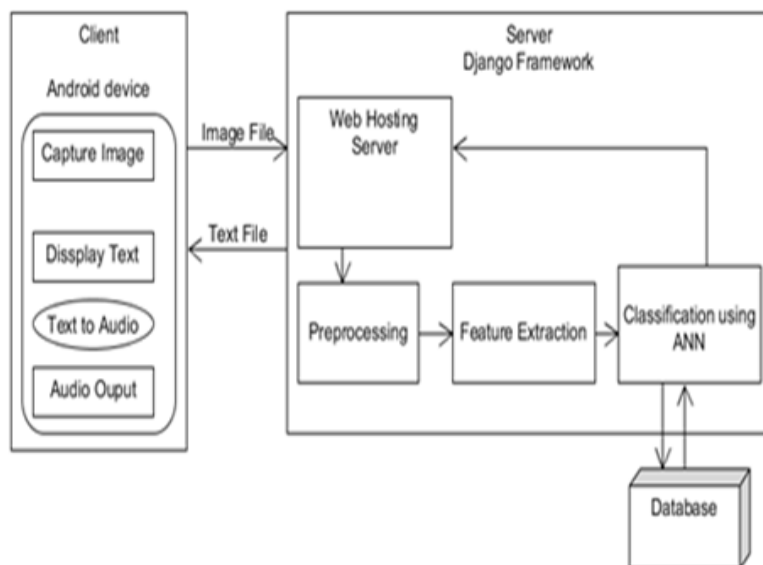 Client
Android device
Capture Image
Dissplay Text
Text to Audio
Audio Ouput
Image File
Text File
Server
Django Framework
Web Hosting
Server
Preprocessing
Feature Extraction
Classification using
ANN
Database